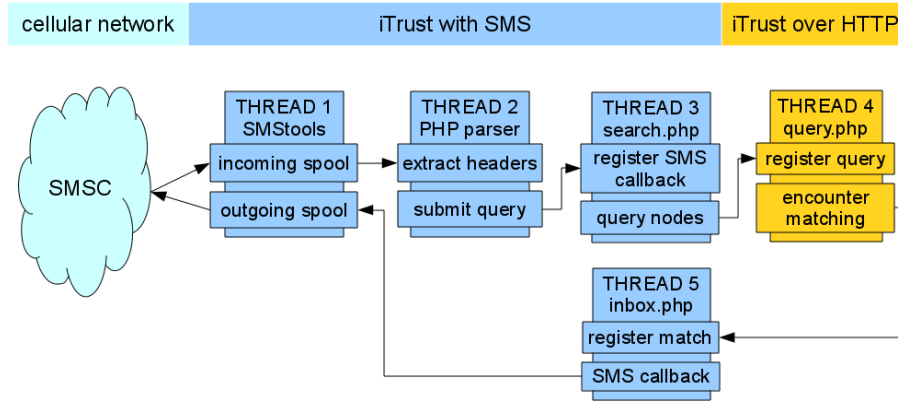 cellular network
iTrust with SMS
iTrust over HTTP
SMSC
THREAD 1
SMStools
incoming spool
outgoing spool
THREAD 2
PHP parser
extract headers
submit query
THREAD 3
search.php
register SMS
callback
query nodes
THREAD 4
query.php
register query
encounter
matching
THREAD 5
inbox.php
register match
SMS callback